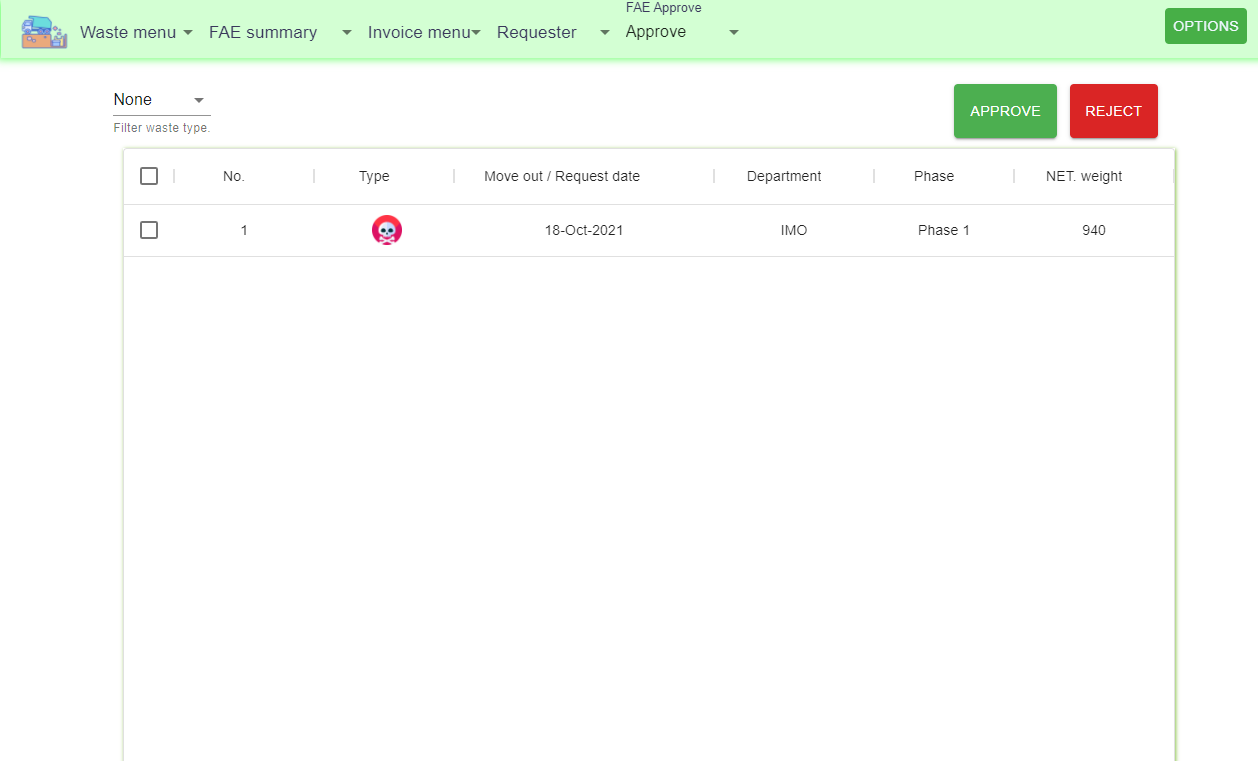 FAE Approve
Waste menu FAE summary Invoice menu Requester Approve OPTIONS
None APPROVE REJECT
Filter waste type.
No. Type Move out / Request date Department Phase NET. weight
1 18-Oct-2021 IMO Phase 1 940